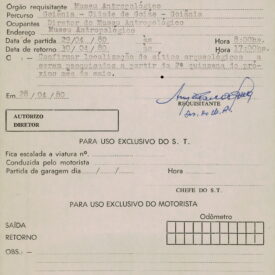 Órgão requisitante Museu Antropológico
Percurso Goiânia - Cidade de Goiás - Goiânia
Ocupantes Diretor do Museu Antropológico
Endereço Museu Antropológico
Data de partida 29/04 / 80 às Hora 8:00hs.
Data de retorno 30/04 / 80 às Hora 17:00hs.
Obs - Confirmar localização de sítios arqueológicos a
serem pesquisados a partir da 2ª quinzena do pró-
ximo mês de maio.
Em 28 / 04 / 80
REQUISITANTE
AUTORIZO
DIRETOR
PARA USO EXCLUSIVO DO S. T.
Fica escalada a viatura nº.
Conduzida pelo motorista
Partida da garagem dia / / Hora
CHEFE DO S.T.
PARA USO EXCLUSIVO DO MOTORISTA
Odômetro
SAÍDA
RETORNO
OBS.: -